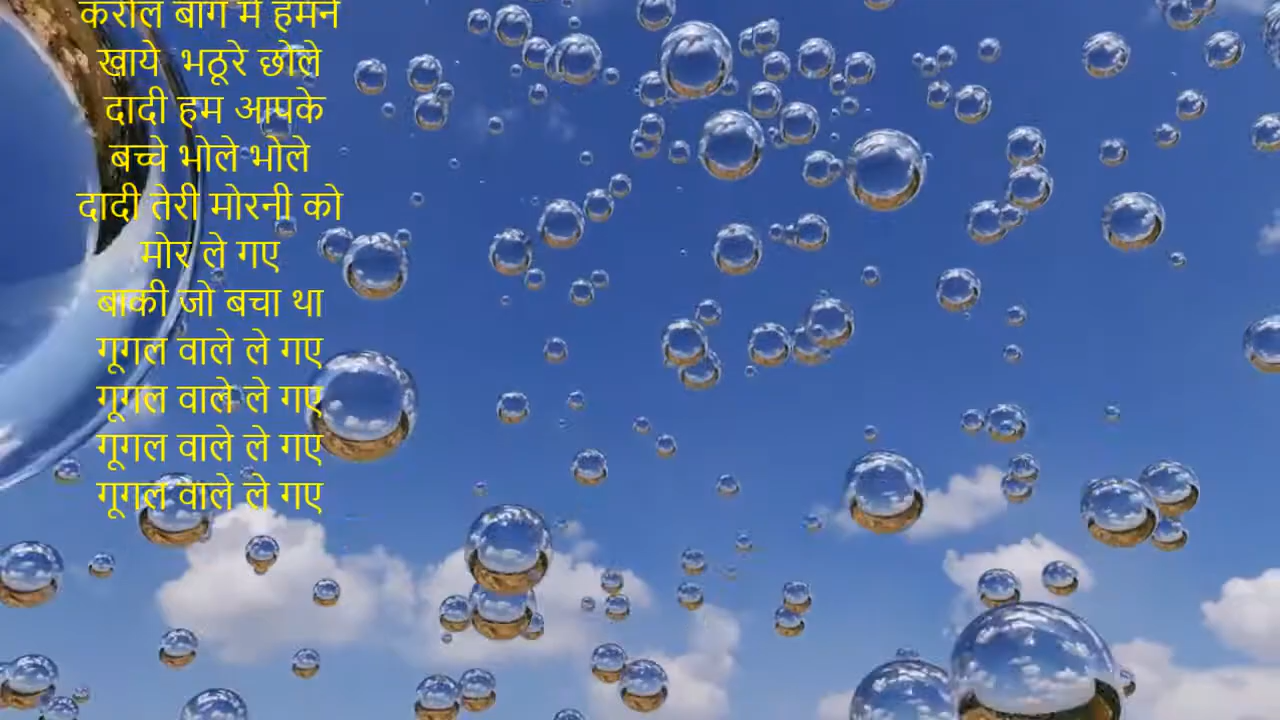 करोल बाग में हमने
खाये भठूरे छोले
दादी हम आपके
बच्चे भोले भोले
दादी तेरी मोरनी को
मोर ले गए
बाकी जो बचा था
गूगल वाले ले गए
गूगल वाले ले गए
गूगल वाले ले गए
गूगल वाले ले गए